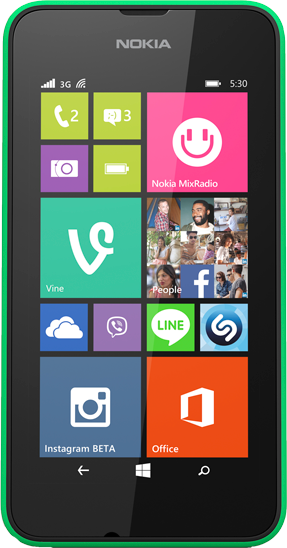 NOKIA
3G
5:30
2
3
Nokia MixRadio
Vine
People
LINE
Instagram BETA
Office